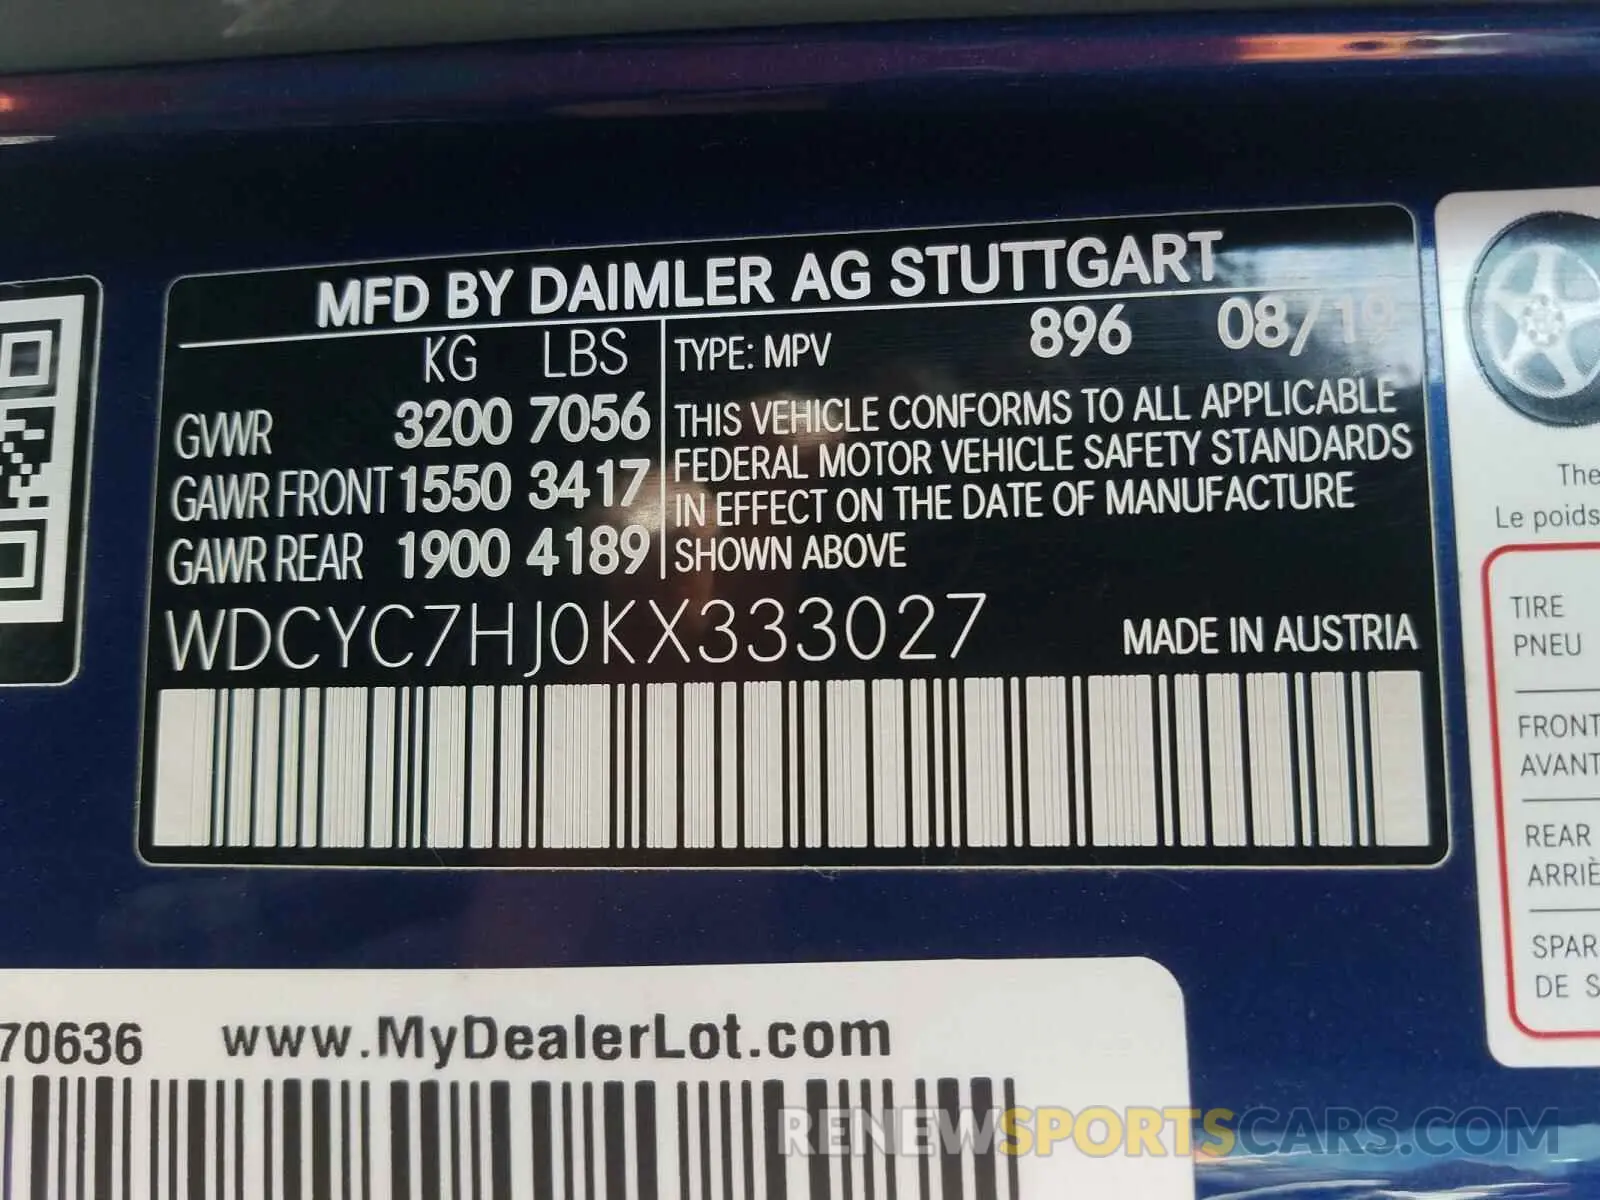 MFD BY DAIMLER AG STUTTGART
KG LBS
GVWR 3200 7056
GAWR FRONT 1550 3417
GAWR REAR 1900 4189
TYPE: MPV 896 08/19
THIS VEHICLE CONFORMS TO ALL APPLICABLE
FEDERAL MOTOR VEHICLE SAFETY STANDARDS
IN EFFECT ON THE DATE OF MANUFACTURE
SHOWN ABOVE
WDCYC7HJ0KX333027 MADE IN AUSTRIA
The
Le poids
TIRE
PNEU
FRONT
AVANT
REAR
ARRIÈ
SPAR
DE S
70636 www.MyDealerLot.com
RENEWSPORTSCARS.COM